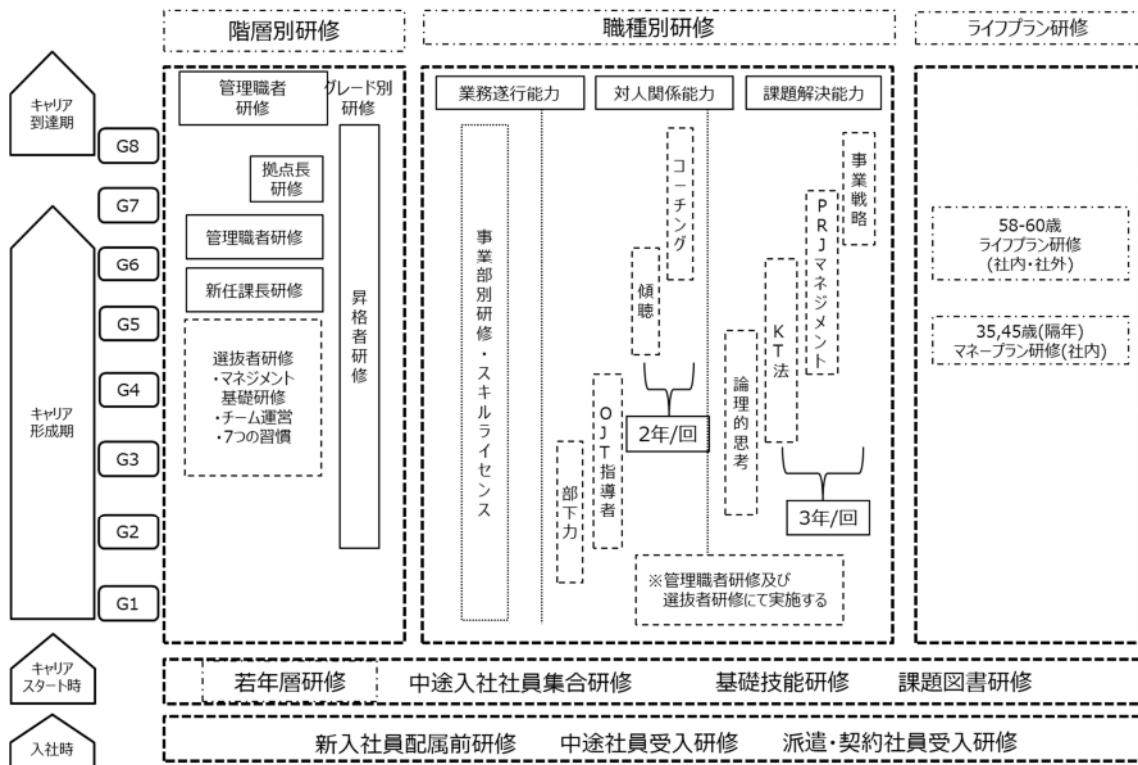 階層別研修
職種別研修
ライフプラン研修
キャリア
到達期
キャリア
形成期
キャリア
スタート時
入社時
G8
G7
G6
G5
G4
G3
G2
G1
管理職者
研修
グレード別
研修
拠点長
研修
管理職者研修
新任課長研修
選抜者研修
・マネジメント
基礎研修
・チーム運営
・7つの習慣
昇格者研修
業務遂行能力
対人関係能力
課題解決能力
事業部別研修・スキルライセンス
部下力
OJT指導者
傾聴
コーチング
2年/回
論理的思考
KT法
PRJマネジメント
事業戦略
3年/回
※管理職者研修及び
選抜者研修にて実施する
58-60歳
ライフプラン研修
(社内・社外)
35,45歳(隔年)
マネープラン研修(社内)
若年層研修
中途入社社員集合研修
基礎技能研修
課題図書研修
新入社員配属前研修
中途社員受入研修
派遣・契約社員受入研修